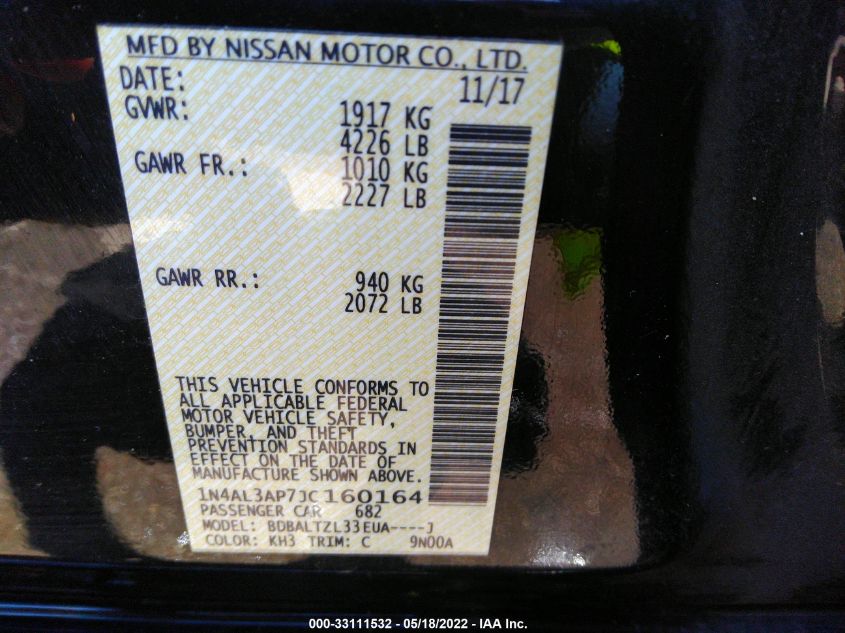 MFD BY NISSAN MOTOR CO., LTD.
DATE: 11/17
GVWR: 1917 KG
4226 LB
GAWR FR.: 1010 KG
2227 LB
GAWR RR.: 940 KG
2072 LB
THIS VEHICLE CONFORMS TO
ALL APPLICABLE FEDERAL
MOTOR VEHICLE SAFETY,
BUMPER, AND THEFT
PREVENTION STANDARDS IN
EFFECT ON THE DATE OF
MANUFACTURE SHOWN ABOVE.
1N4AL3AP7JC160164
PASSENGER CAR 682
MODEL: BDBALTZL33EUA----J
COLOR: KH3 TRIM: C 9N00A
000-33111532 - 05/18/2022 - IAA Inc.